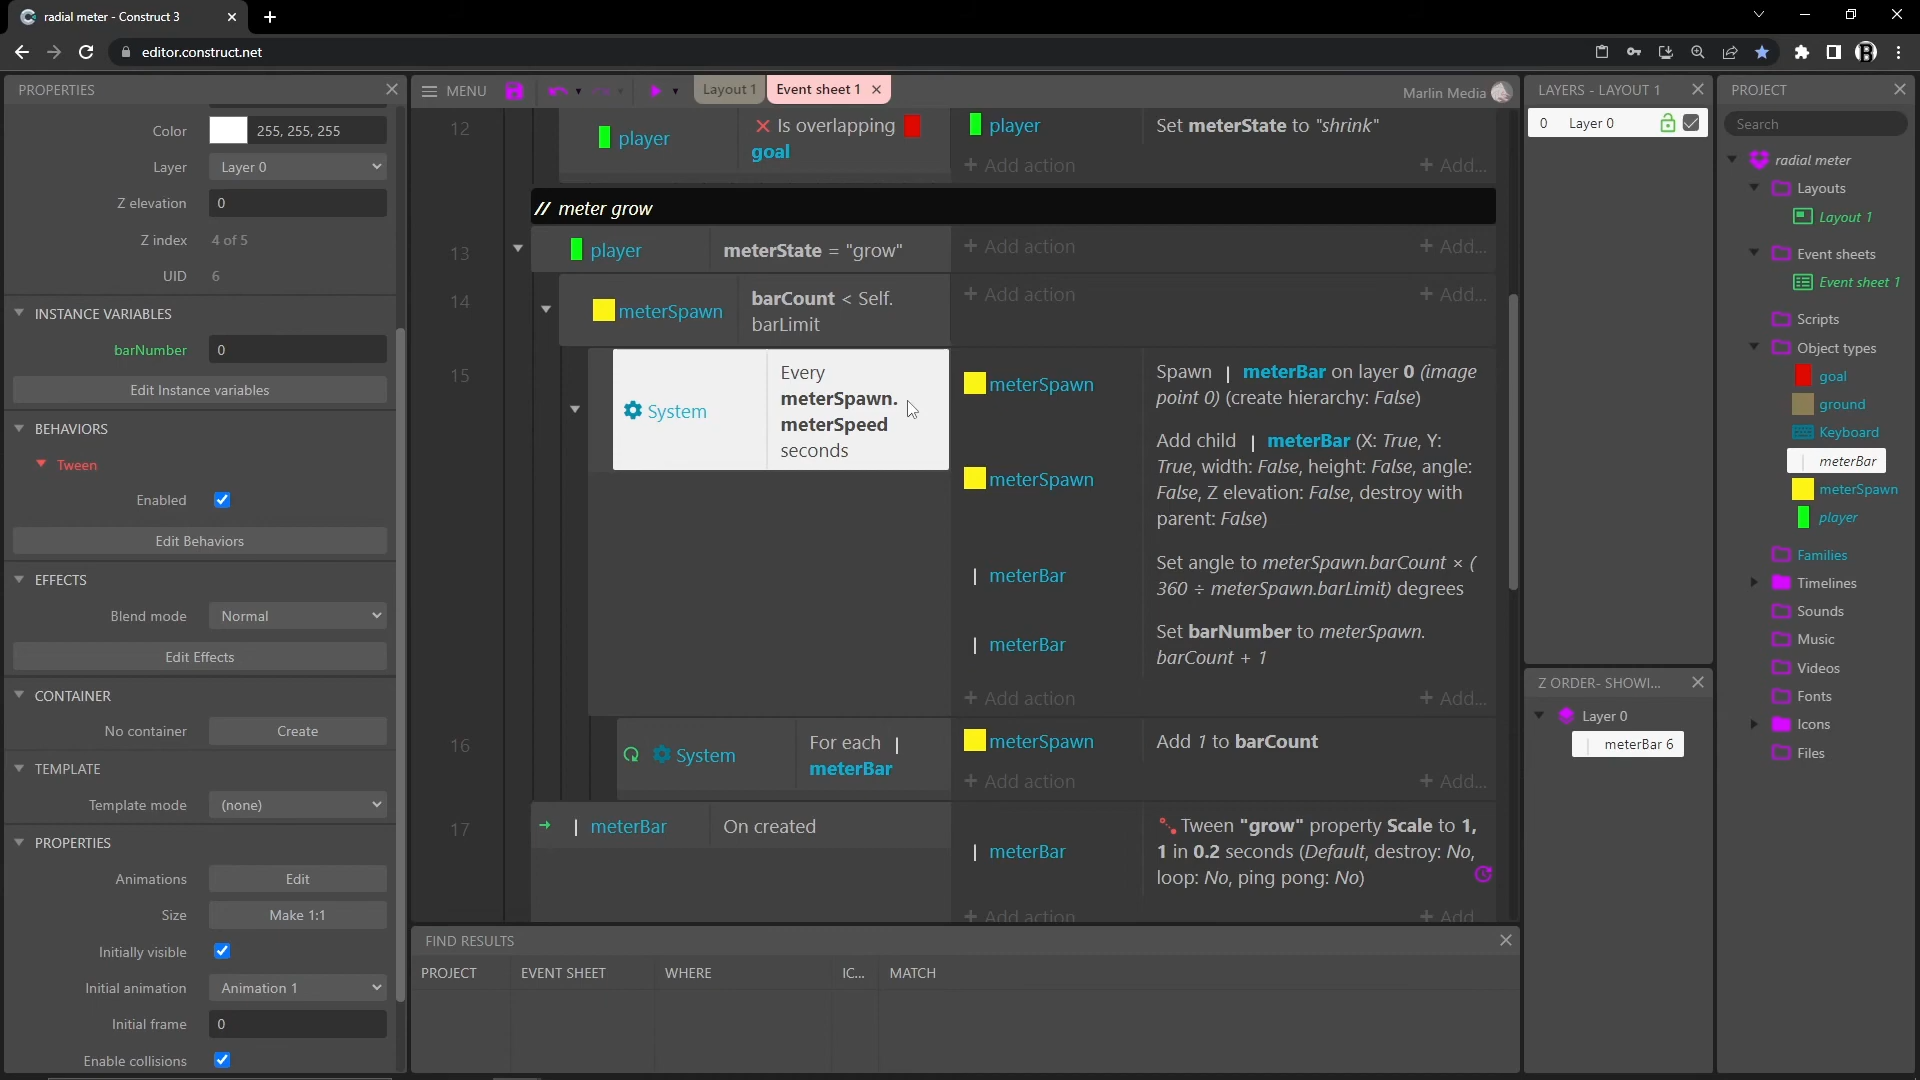 radial meter - Construct 3
editor.construct.net
PROPERTIES
Color 255, 255, 255
Layer Layer 0
Z elevation 0
Z index 4 of 5
UID 6
INSTANCE VARIABLES
barNumber 0
Edit Instance variables
BEHAVIORS
Tween
Enabled
Edit Behaviors
EFFECTS
Blend mode Normal
Edit Effects
CONTAINER
No container Create
TEMPLATE
Template mode (none)
PROPERTIES
Animations Edit
Size Make 1:1
Initially visible
Initial animation Animation 1
Initial frame 0
Enable collisions
MENU
Layout 1
Event sheet 1
Marlin Media
12
player
Is overlapping
goal
player
Set meterState to "shrink"
+ Add action
+ Add...
// meter grow
13
player
meterState = "grow"
+ Add action
+ Add...
14
meterSpawn
barCount < Self.
barLimit
+ Add action
+ Add...
15
System
Every
meterSpawn.
meterSpeed
seconds
meterSpawn
Spawn | meterBar on layer 0 (image
point 0) (create hierarchy: False)
meterSpawn
Add child | meterBar (X: True, Y:
True, width: False, height: False, angle:
False, Z elevation: False, destroy with
parent: False)
meterBar
Set angle to meterSpawn.barCount × (
360 ÷ meterSpawn.barLimit) degrees
meterBar
Set barNumber to meterSpawn.
barCount + 1
+ Add action
+ Add...
16
System
For each |
meterBar
meterSpawn
Add 1 to barCount
+ Add action
+ Add...
17
meterBar
On created
meterBar
Tween "grow" property Scale to 1,
1 in 0.2 seconds (Default, destroy: No,
loop: No, ping pong: No)
+ Add action
+ Add
FIND RESULTS
PROJECT EVENT SHEET WHERE IC... MATCH
LAYERS - LAYOUT 1
0 Layer 0
Z ORDER- SHOWI...
Layer 0
meterBar 6
PROJECT
Search
radial meter
Layouts
Layout 1
Event sheets
Event sheet 1
Scripts
Object types
goal
ground
Keyboard
meterBar
meterSpawn
player
Families
Timelines
Sounds
Music
Videos
Fonts
Icons
Files